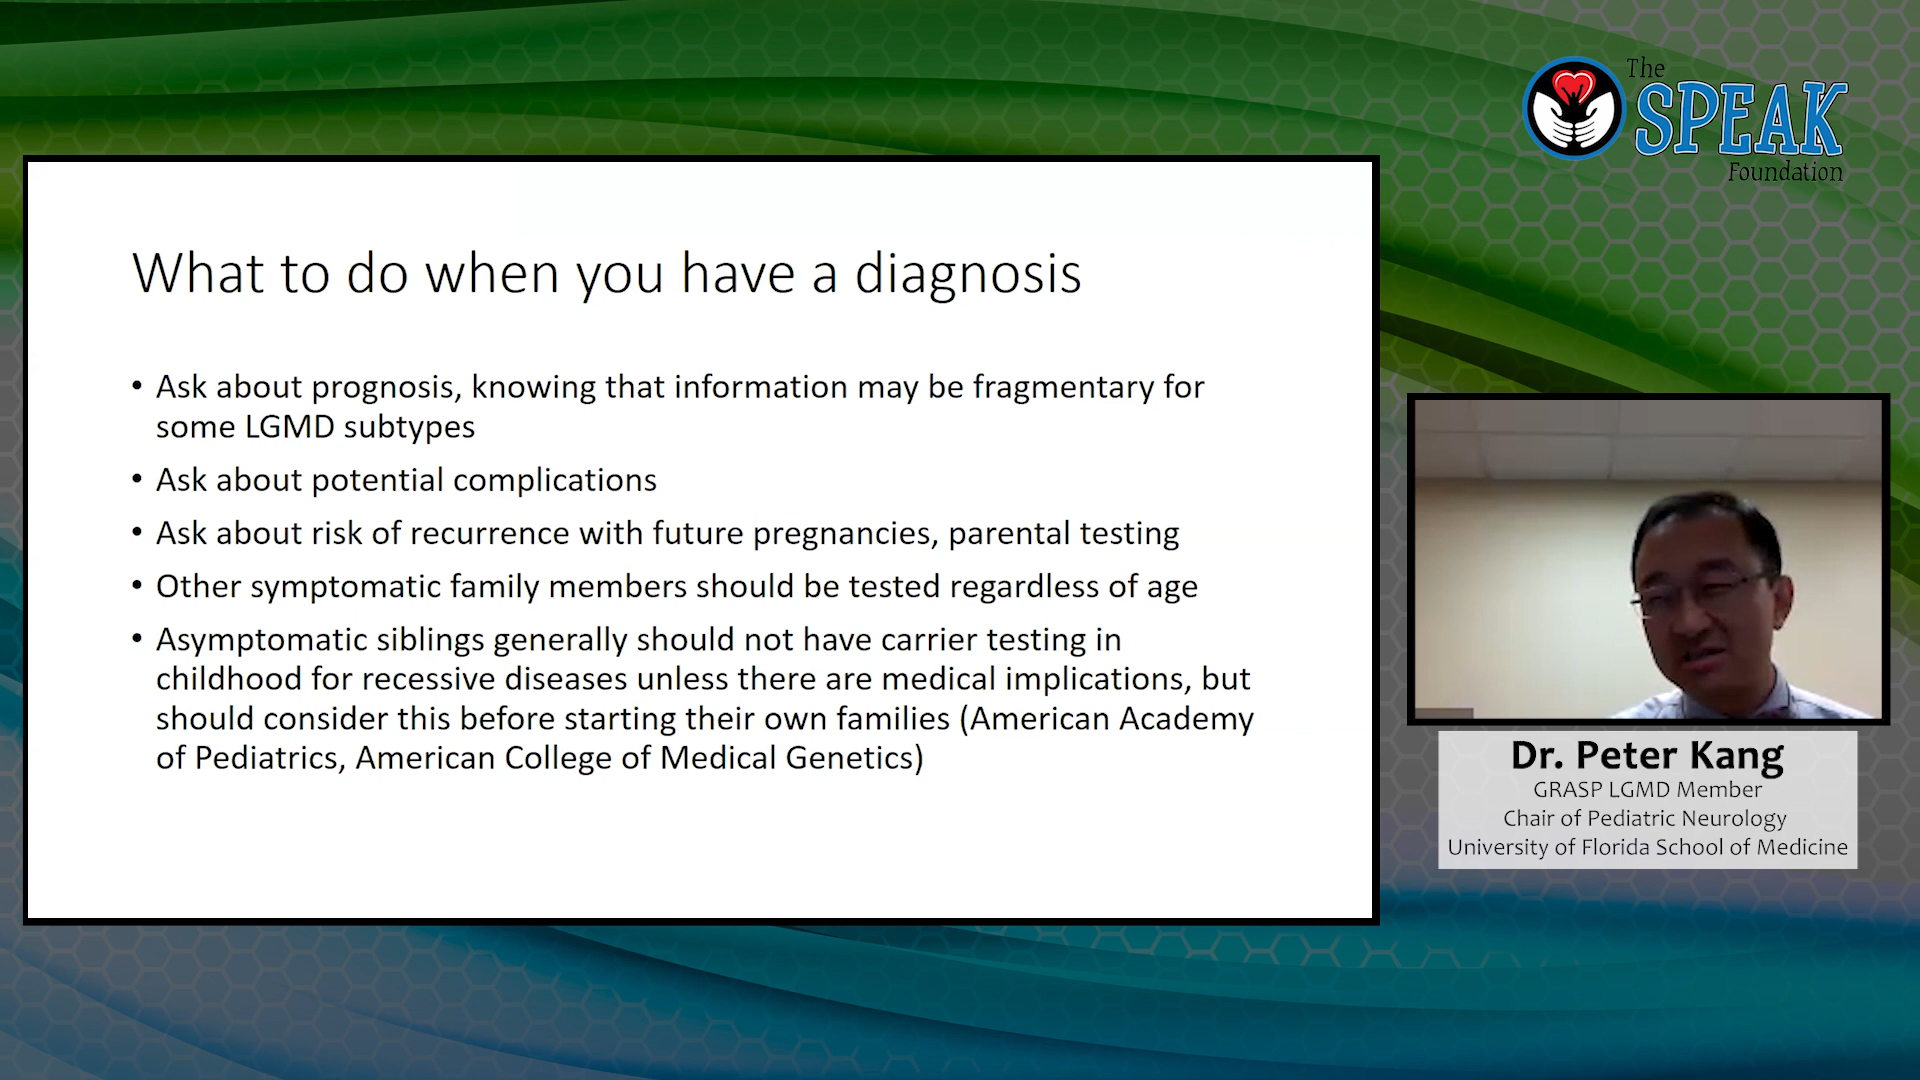 The
SPEAK
Foundation
What to do when you have a diagnosis
• Ask about prognosis, knowing that information may be fragmentary for
some LGMD subtypes
• Ask about potential complications
• Ask about risk of recurrence with future pregnancies, parental testing
• Other symptomatic family members should be tested regardless of age
• Asymptomatic siblings generally should not have carrier testing in
childhood for recessive diseases unless there are medical implications, but
should consider this before starting their own families (American Academy
of Pediatrics, American College of Medical Genetics)
Dr. Peter Kang
GRASP LGMD Member
Chair of Pediatric Neurology
University of Florida School of Medicine